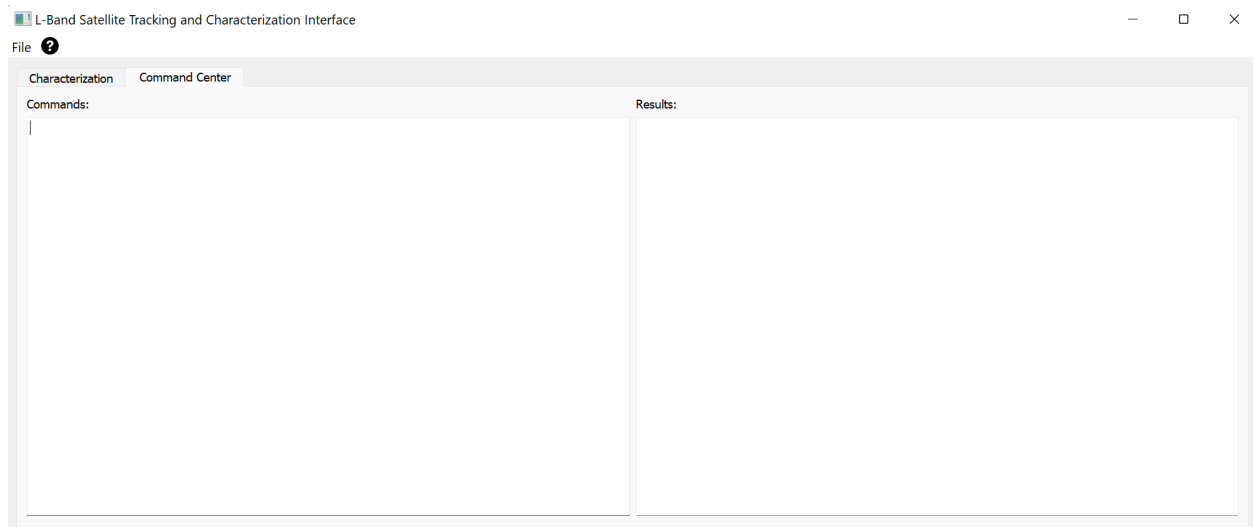 L-Band Satellite Tracking and Characterization Interface
File ?
Characterization Command Center
Commands: Results: